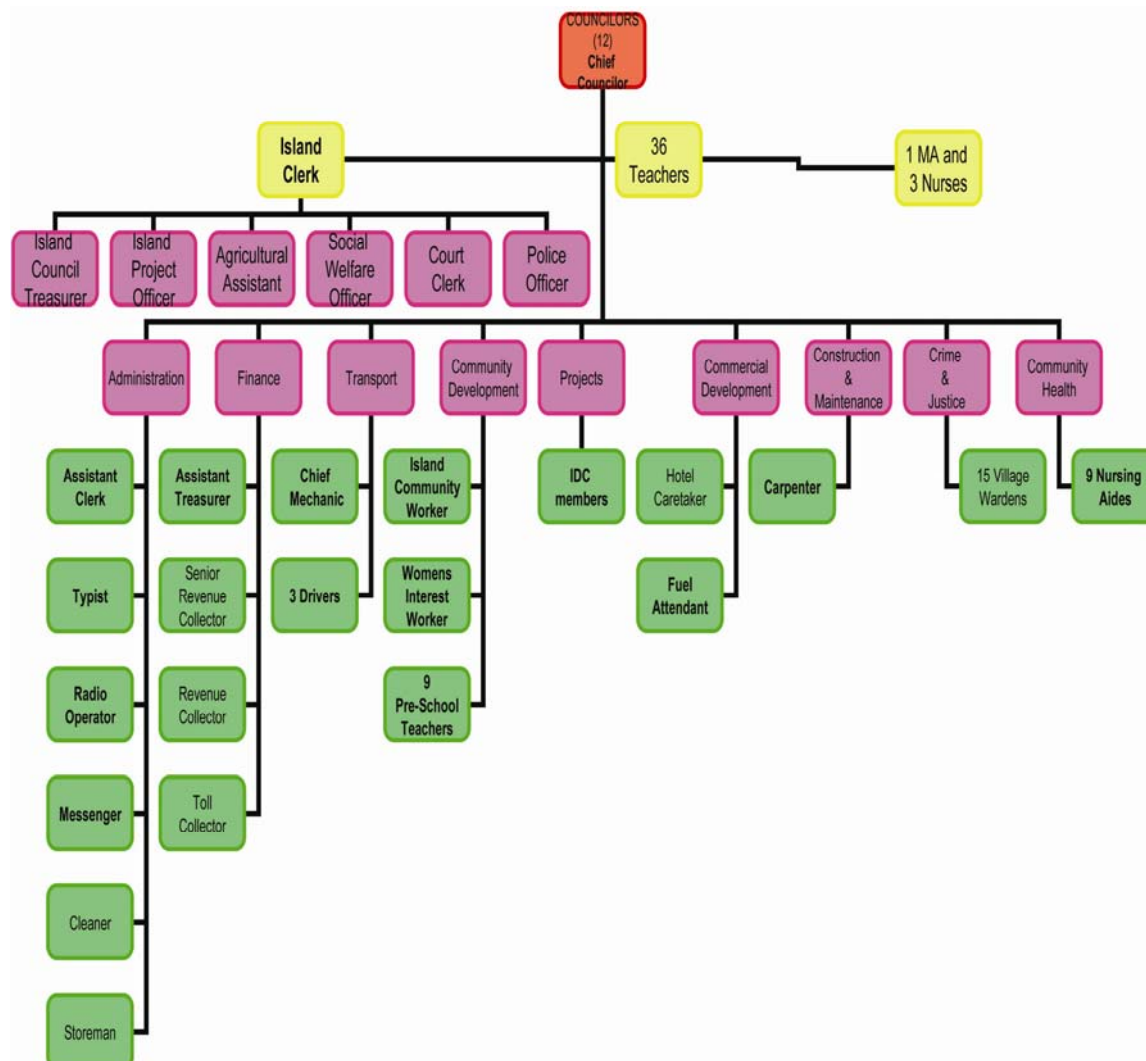 COUNCILORS
(12)
Chief
Councilor
Island
Clerk
36
Teachers
1 MA and
3 Nurses
Island
Council
Treasurer
Island
Project
Officer
Agricultural
Assistant
Social
Welfare
Officer
Court
Clerk
Police
Officer
Administration
Finance
Transport
Community
Development
Projects
Commercial
Development
Construction
&
Maintenance
Crime
&
Justice
Community
Health
Assistant
Clerk
Assistant
Treasurer
Chief
Mechanic
Island
Community
Worker
IDC
members
Hotel
Caretaker
Carpenter
15 Village
Wardens
9 Nursing
Aides
Typist
Senior
Revenue
Collector
3 Drivers
Womens
Interest
Worker
Fuel
Attendant
Radio
Operator
Revenue
Collector
9
Pre-School
Teachers
Messenger
Toll
Collector
Cleaner
Storeman